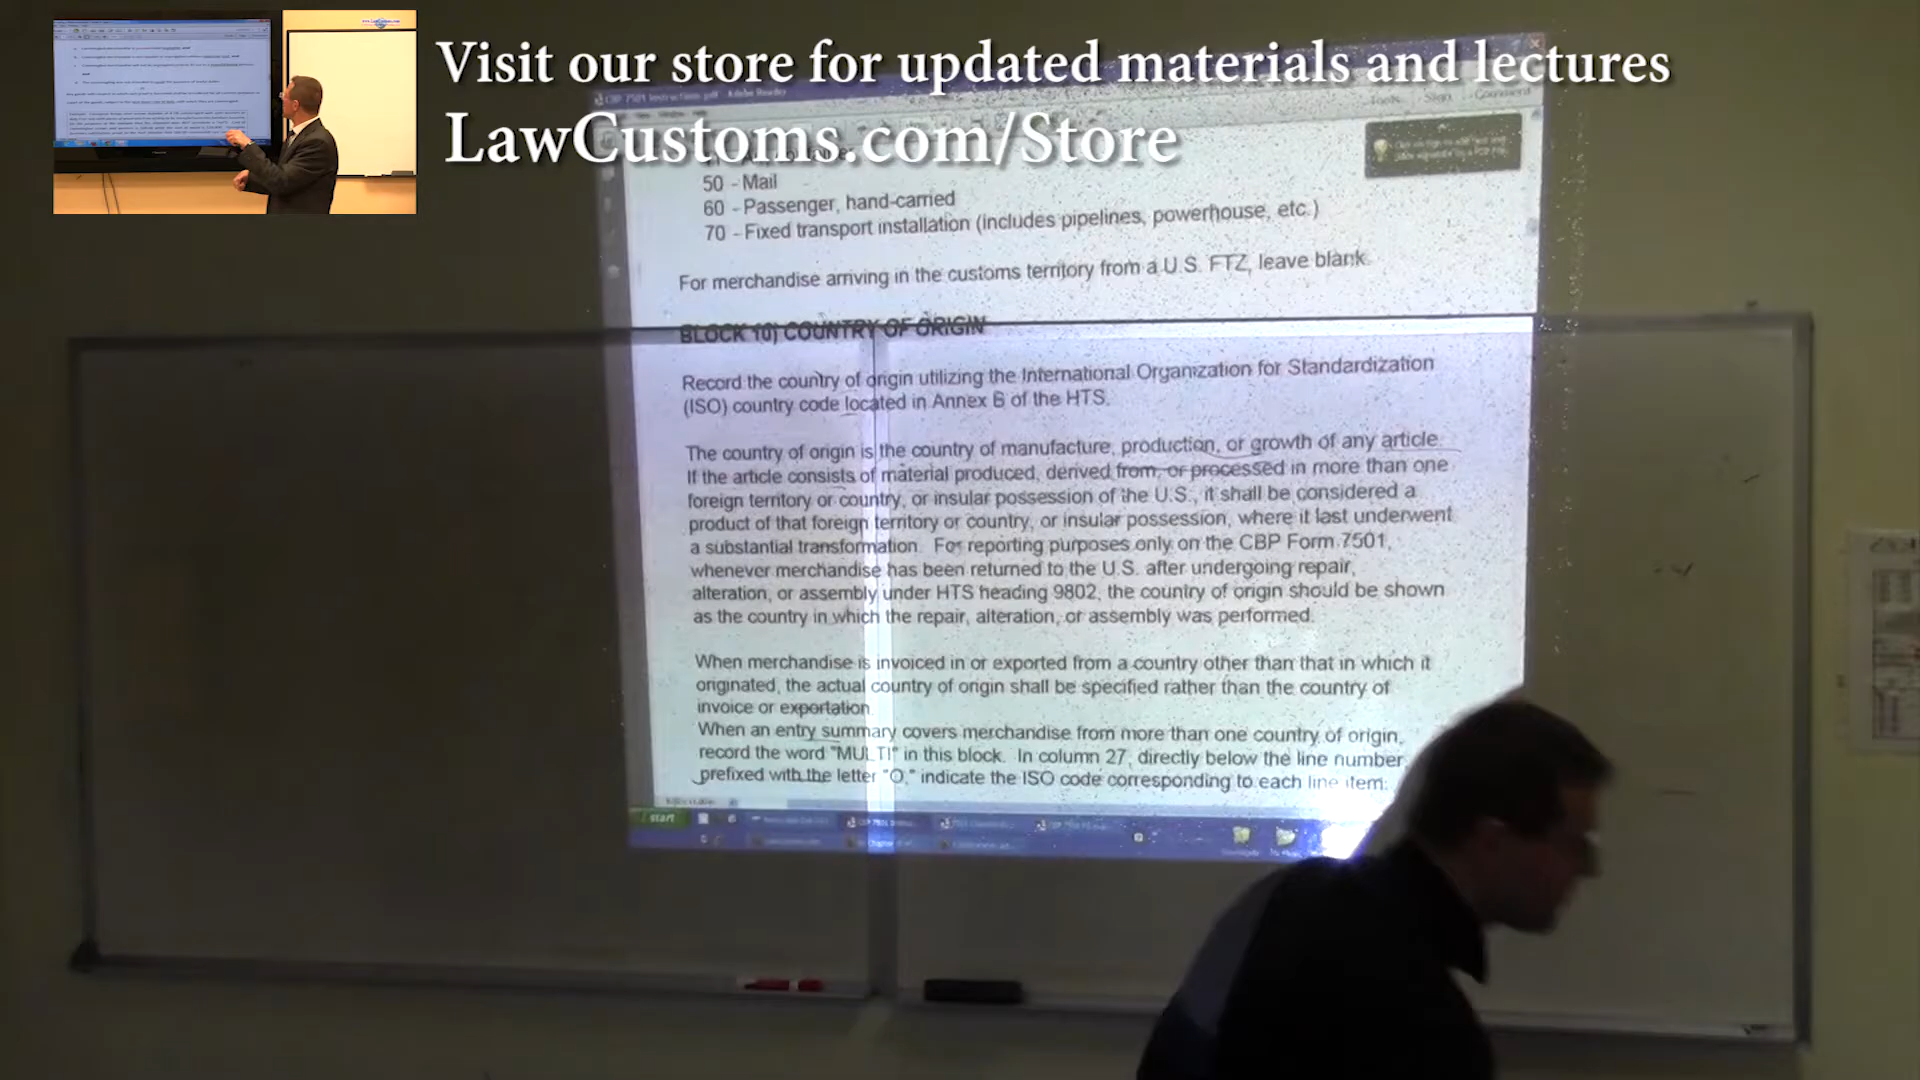 Visit our store for updated materials and lectures
LawCustoms.com/Store
CBP 7501 Instructions.pdf - Adobe Reader
Tools Sign Comment
50 - Mail
60 - Passenger, hand-carried
70 - Fixed transport installation (includes pipelines, powerhouse, etc.)
For merchandise arriving in the customs territory from a U.S. FTZ, leave blank.
BLOCK 10) COUNTRY OF ORIGIN
Record the country of origin utilizing the International Organization for Standardization
(ISO) country code located in Annex B of the HTS.
The country of origin is the country of manufacture, production, or growth of any article.
If the article consists of material produced, derived from, or processed in more than one
foreign territory or country, or insular possession of the U.S., it shall be considered a
product of that foreign territory or country, or insular possession, where it last underwent
a substantial transformation. For reporting purposes only on the CBP Form 7501,
whenever merchandise has been returned to the U.S. after undergoing repair,
alteration, or assembly under HTS heading 9802, the country of origin should be shown
as the country in which the repair, alteration, or assembly was performed.
When merchandise is invoiced in or exported from a country other than that in which it
originated, the actual country of origin shall be specified rather than the country of
invoice or exportation.
When an entry summary covers merchandise from more than one country of origin,
record the word "MULTI" in this block. In column 27, directly below the line number
prefixed with the letter "O," indicate the ISO code corresponding to each line item.
start